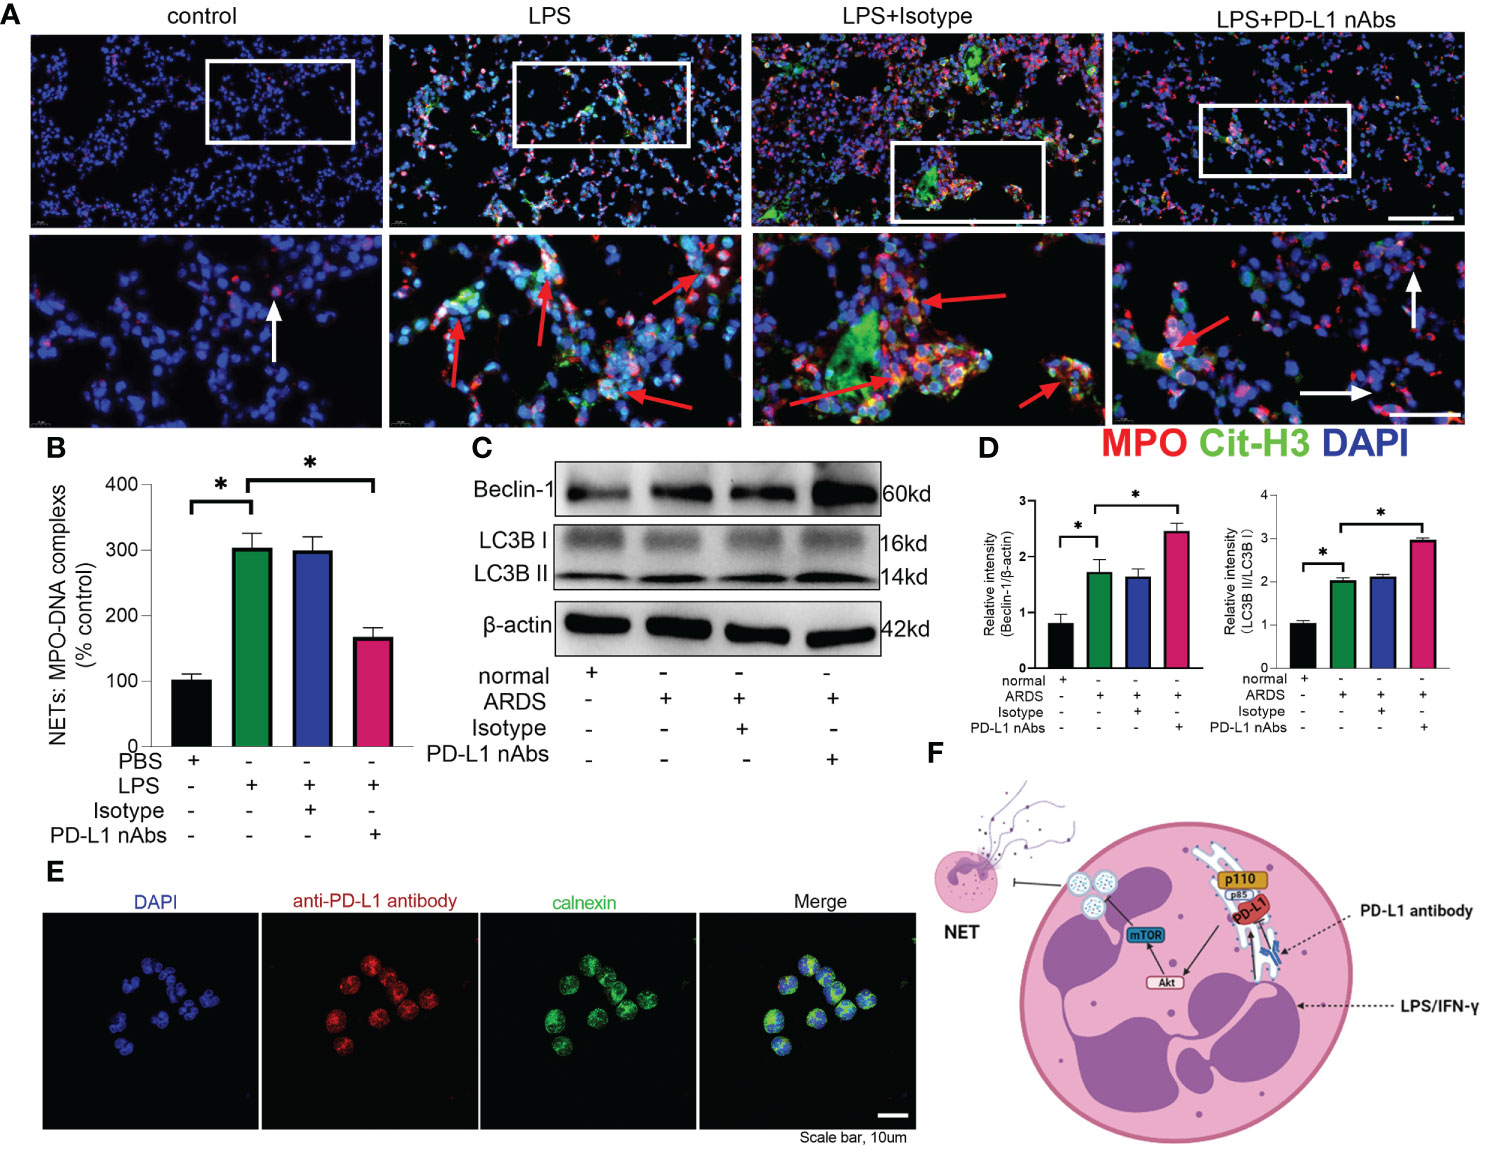 A
control
LPS
LPS+Isotype
LPS+PD-L1 nAbs
MPO Cit-H3 DAPI
B
NETs: MPO-DNA complexs
(% control)
400
300
200
100
0
*
*
PBS + - - -
LPS - + + +
Isotype - - + -
PD-L1 nAbs - - - +
C
Beclin-1 60kd
LC3B I 16kd
LC3B II 14kd
β-actin 42kd
normal + - - -
ARDS - + + +
Isotype - - + -
PD-L1 nAbs - - - +
D
Relative intensity
(Beclin-1/β-actin)
3
2
1
0
*
*
normal + - - -
ARDS - + + +
Isotype - - + -
PD-L1 nAbs - - - +
Relative intensity
(LC3B II/LC3B I)
4
3
2
1
0
*
*
normal + - - -
ARDS - + + +
Isotype - - + -
PD-L1 nAbs - - - +
E
DAPI
anti-PD-L1 antibody
calnexin
Merge
Scale bar, 10um
F
NET
p110
p85
PD-L1
mTOR
Akt
PD-L1 antibody
LPS/IFN-γ